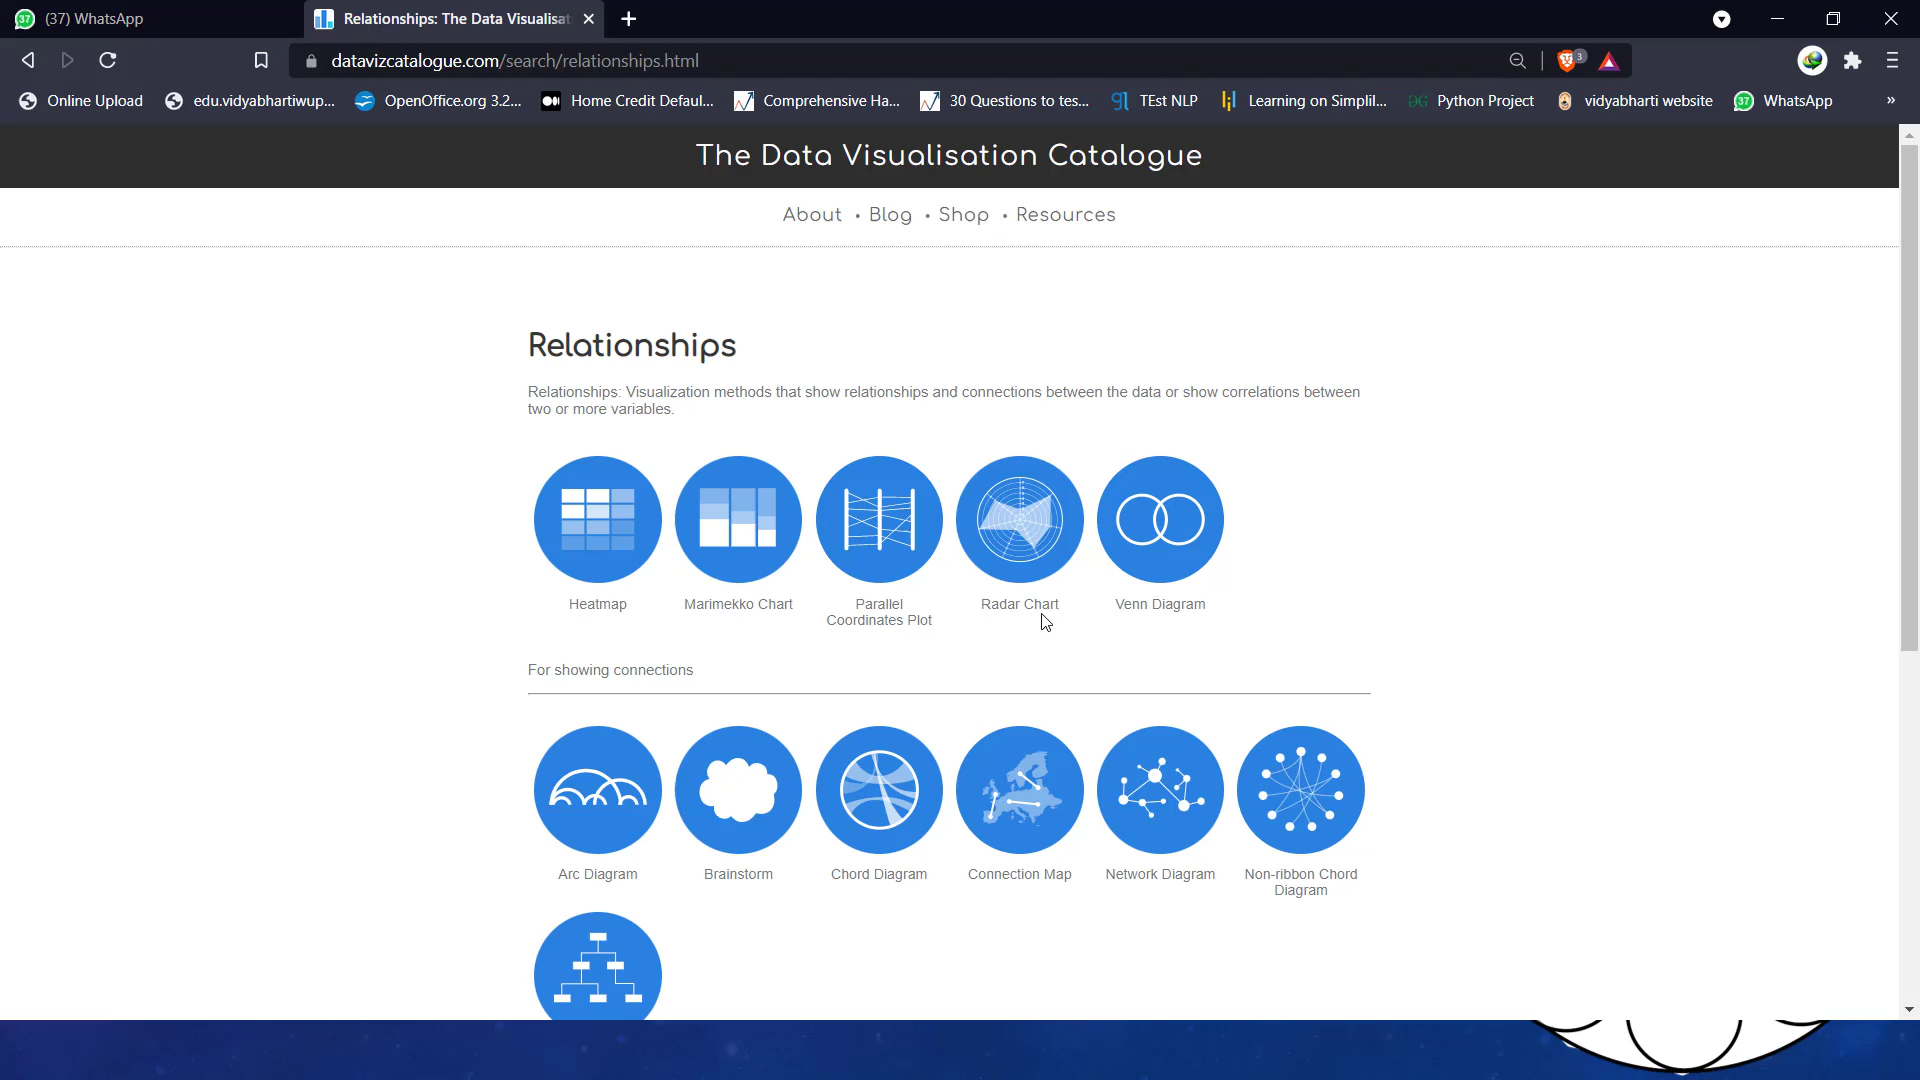 (37) WhatsApp
Relationships: The Data Visualisat
datavizcatalogue.com/search/relationships.html
3
Online Upload
edu.vidyabhartiwup...
OpenOffice.org 3.2...
Home Credit Defaul...
Comprehensive Ha...
30 Questions to tes...
TEst NLP
Learning on Simplil...
Python Project
vidyabharti website
37
WhatsApp
»
The Data Visualisation Catalogue
About • Blog • Shop • Resources
Relationships
Relationships: Visualization methods that show relationships and connections between the data or show correlations between
two or more variables.
Heatmap
Marimekko Chart
Parallel
Coordinates Plot
Radar Chart
Venn Diagram
For showing connections
Arc Diagram
Brainstorm
Chord Diagram
Connection Map
Network Diagram
Non-ribbon Chord
Diagram